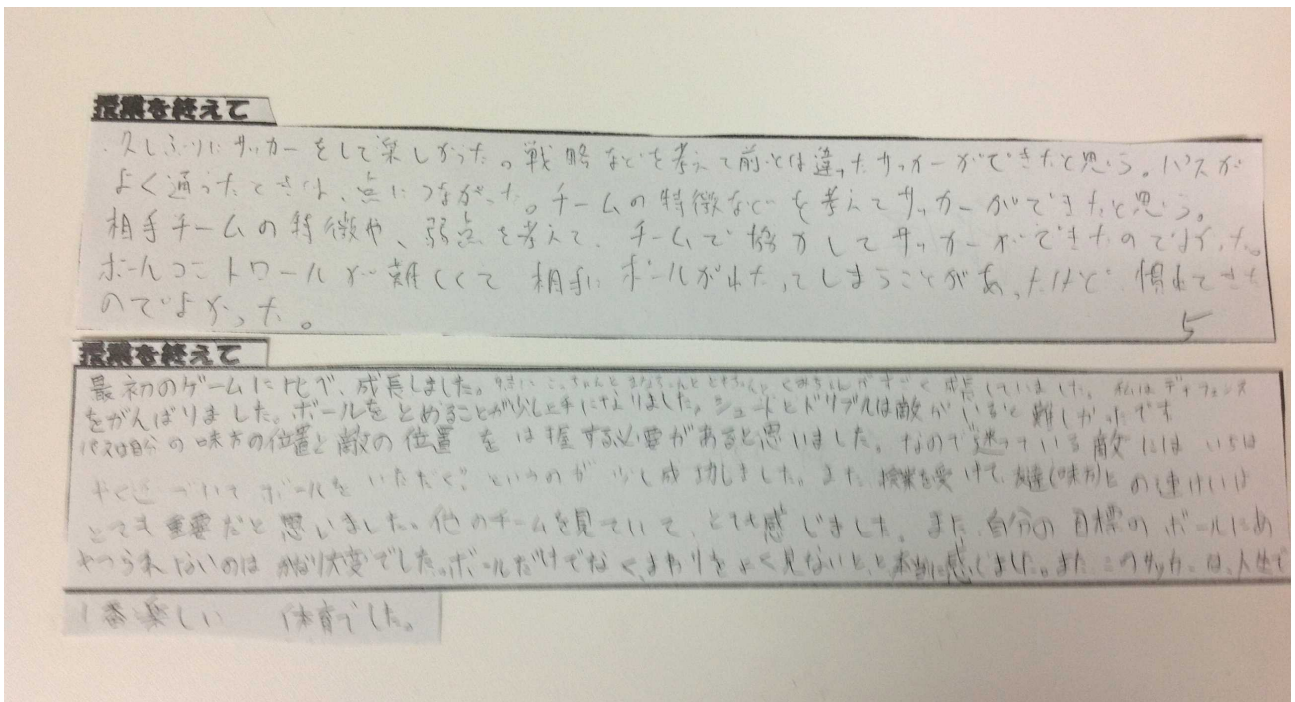 授業を終えて
久しぶりにサッカーをして楽しかった。戦略などを考えて前とは違ったサッカーができたと思う。パスが
よく通ったときは、点につながった。チームの特徴などを考えてサッカーができたと思う。
相手チームの特徴や、弱点を考えて、チームで協力してサッカーができたのでよかった。
ボールコントロールが難しくて相手にボールがわたってしまうことがあったけど、慣れてきた
のでよかった。
5
授業を終えて
最初のゲームに比べ、成長しました。特に すごく成長していました。私はディフェンス
をがんばりました。ボールをとめることが少し上手になりました。シュートとドリブルは敵がいると難しかったです
パスは自分の味方の位置と敵の位置をは握する必要があると思いました。なので迷っている敵にはいちは
やく近づいてボールを"いただく"というのが少し成功しました。また、授業を受けて、友達(味方)との連けいは
とても重要だと思いました。他のチームを見ていて、とても感じました。また、自分の目標のボールにあ
やつられないのはかなり大変でした。ボールだけでなく、まわりをよく見ないと、と本当に感じました。また、このサッカーは、人生で
1番楽しい 体育でした。